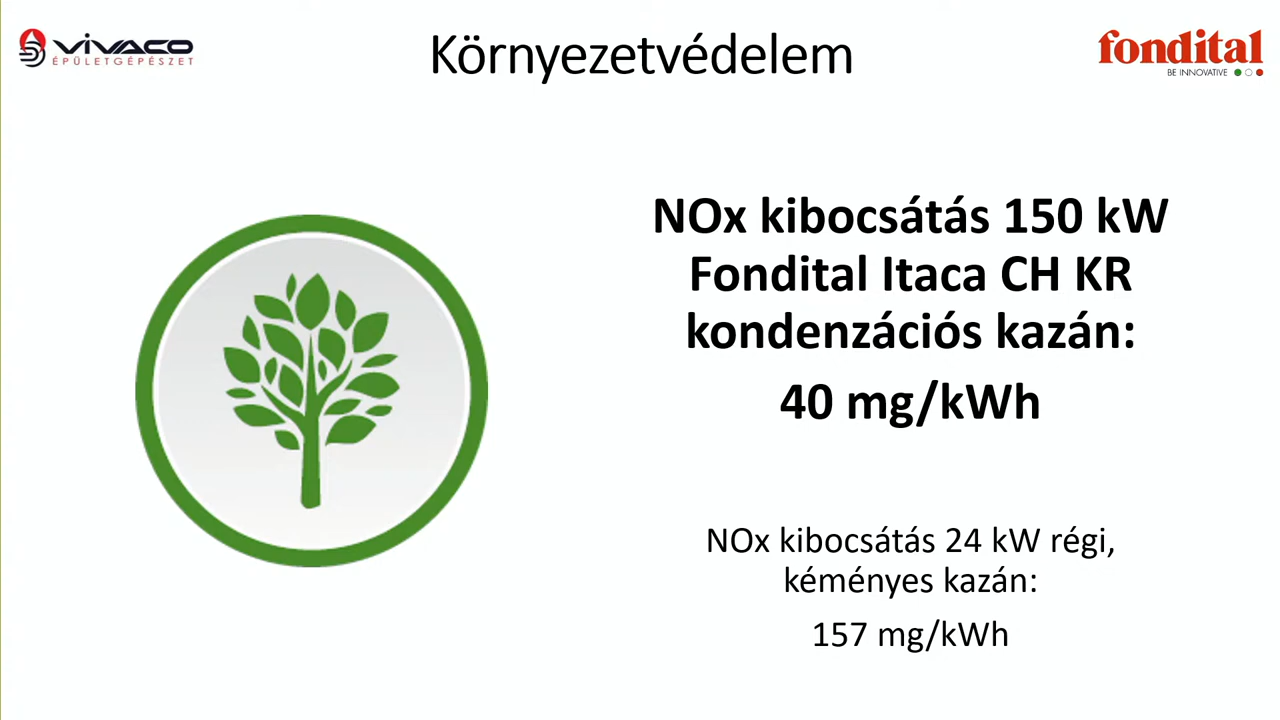 VIVACO
ÉPÜLETGÉPÉSZET
Környezetvédelem
fondital
BE INNOVATIVE
NOx kibocsátás 150 kW
Fondital Itaca CH KR
kondenzációs kazán:
40 mg/kWh
NOx kibocsátás 24 kW régi,
kéményes kazán:
157 mg/kWh